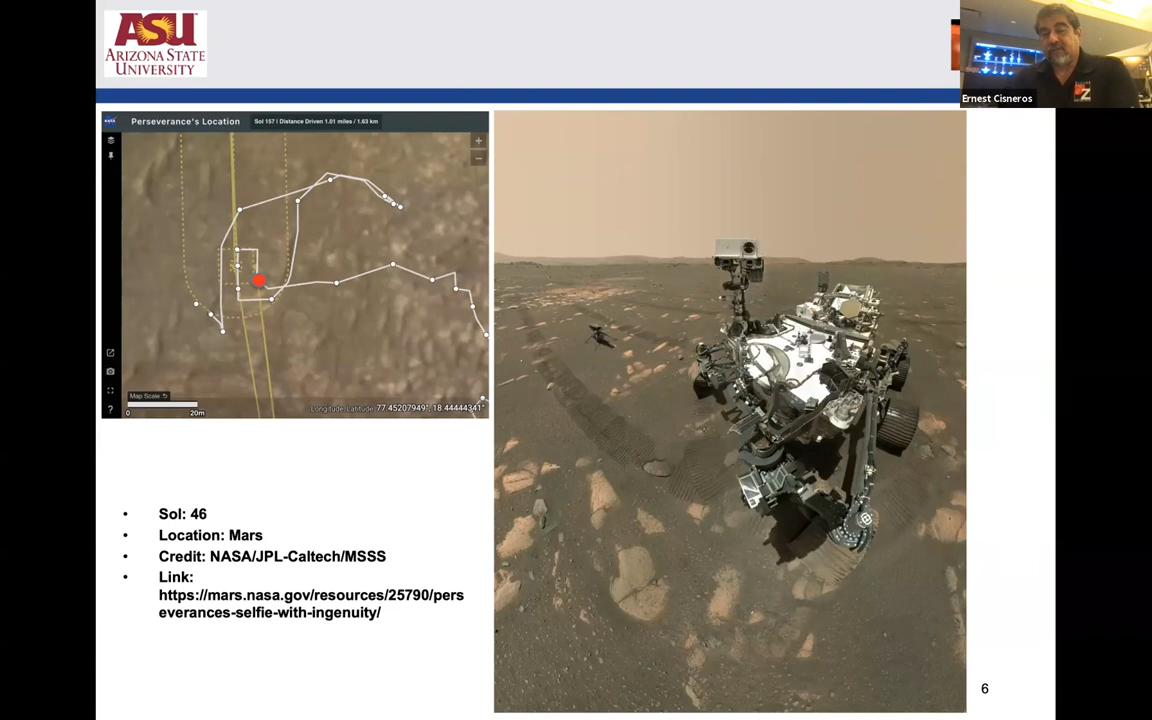 ASU
ARIZONA STATE
UNIVERSITY
Ernest Cisneros
Z
NASA
Perseverance's Location
Sol 157 | Distance Driven 1.01 miles / 1.63 km
+
−
?
Map Scale
0 20m
Longitude, Latitude: 77.45207949°, 18.44444341°
• Sol: 46
• Location: Mars
• Credit: NASA/JPL-Caltech/MSSS
• Link:
https://mars.nasa.gov/resources/25790/pers
everances-selfie-with-ingenuity/
6